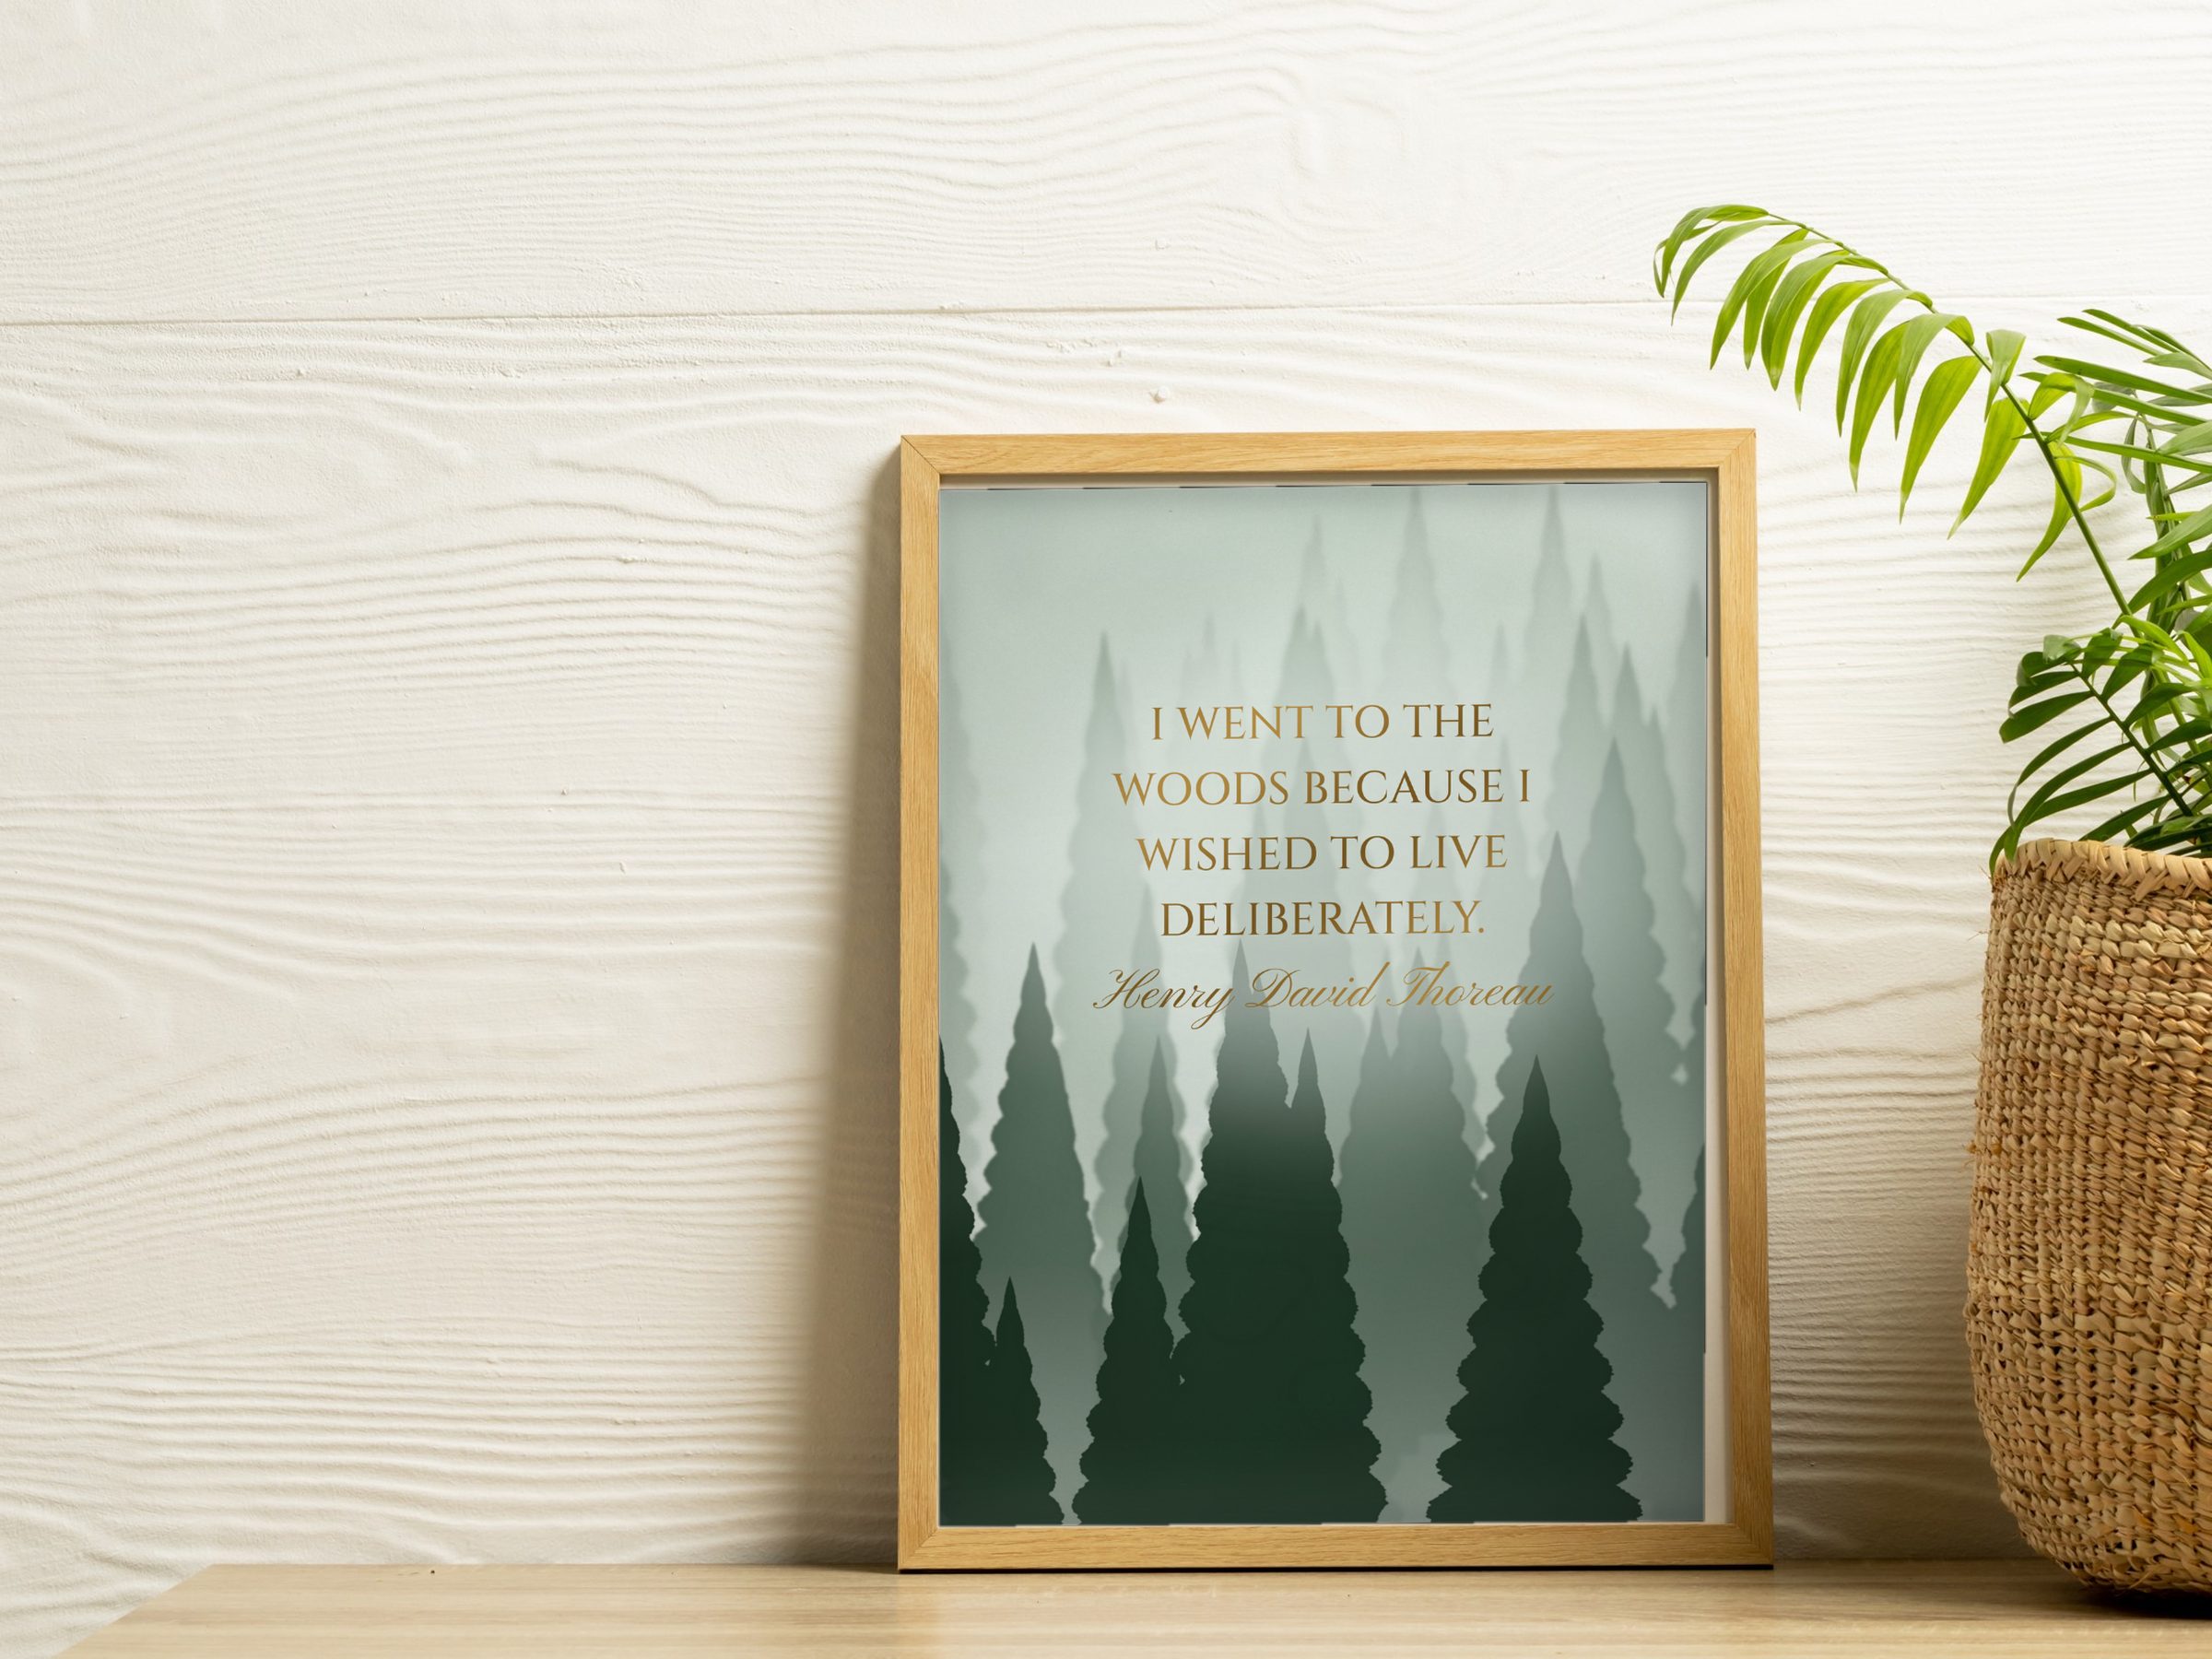 I WENT TO THE
WOODS BECAUSE I
WISHED TO LIVE
DELIBERATELY.
Henry David Thoreau